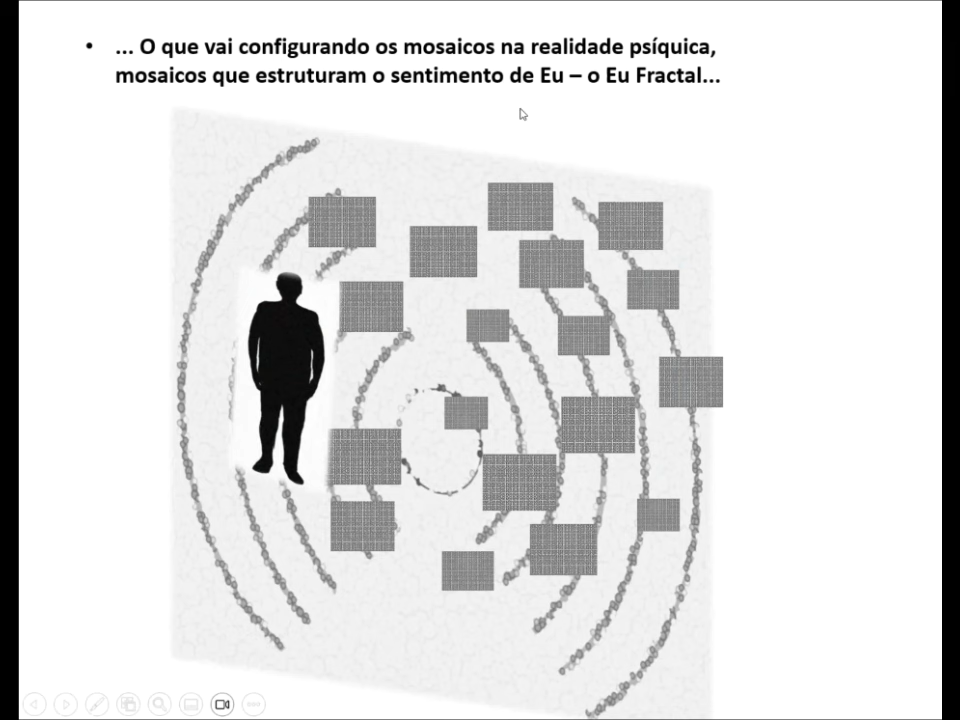 • ... O que vai configurando os mosaicos na realidade psíquica,
mosaicos que estruturam o sentimento de Eu – o Eu Fractal...